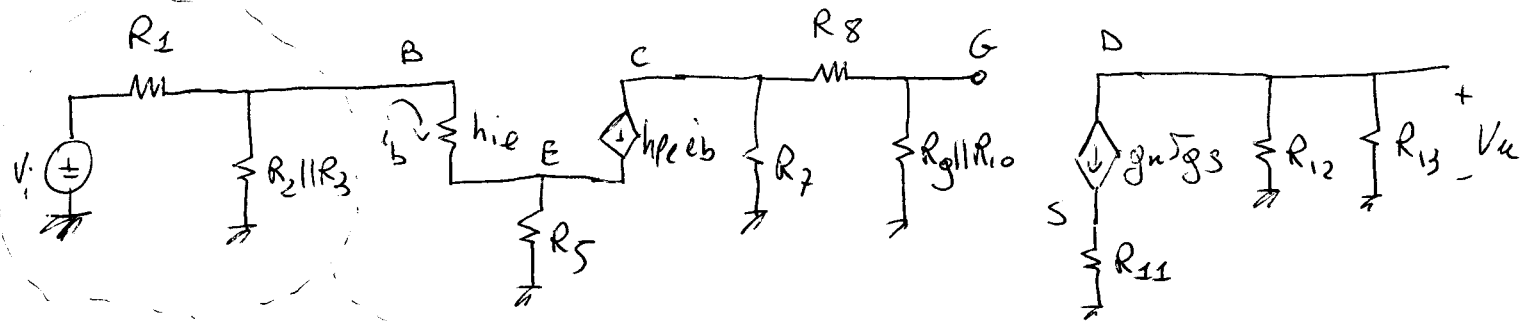 R1
B
C
R8
G
D
Vi
+
-
R2||R3
ib
hie
E
hfe ib
R5
R7
R9||R10
gm vgs
S
R11
R12
R13
+
Vu
-